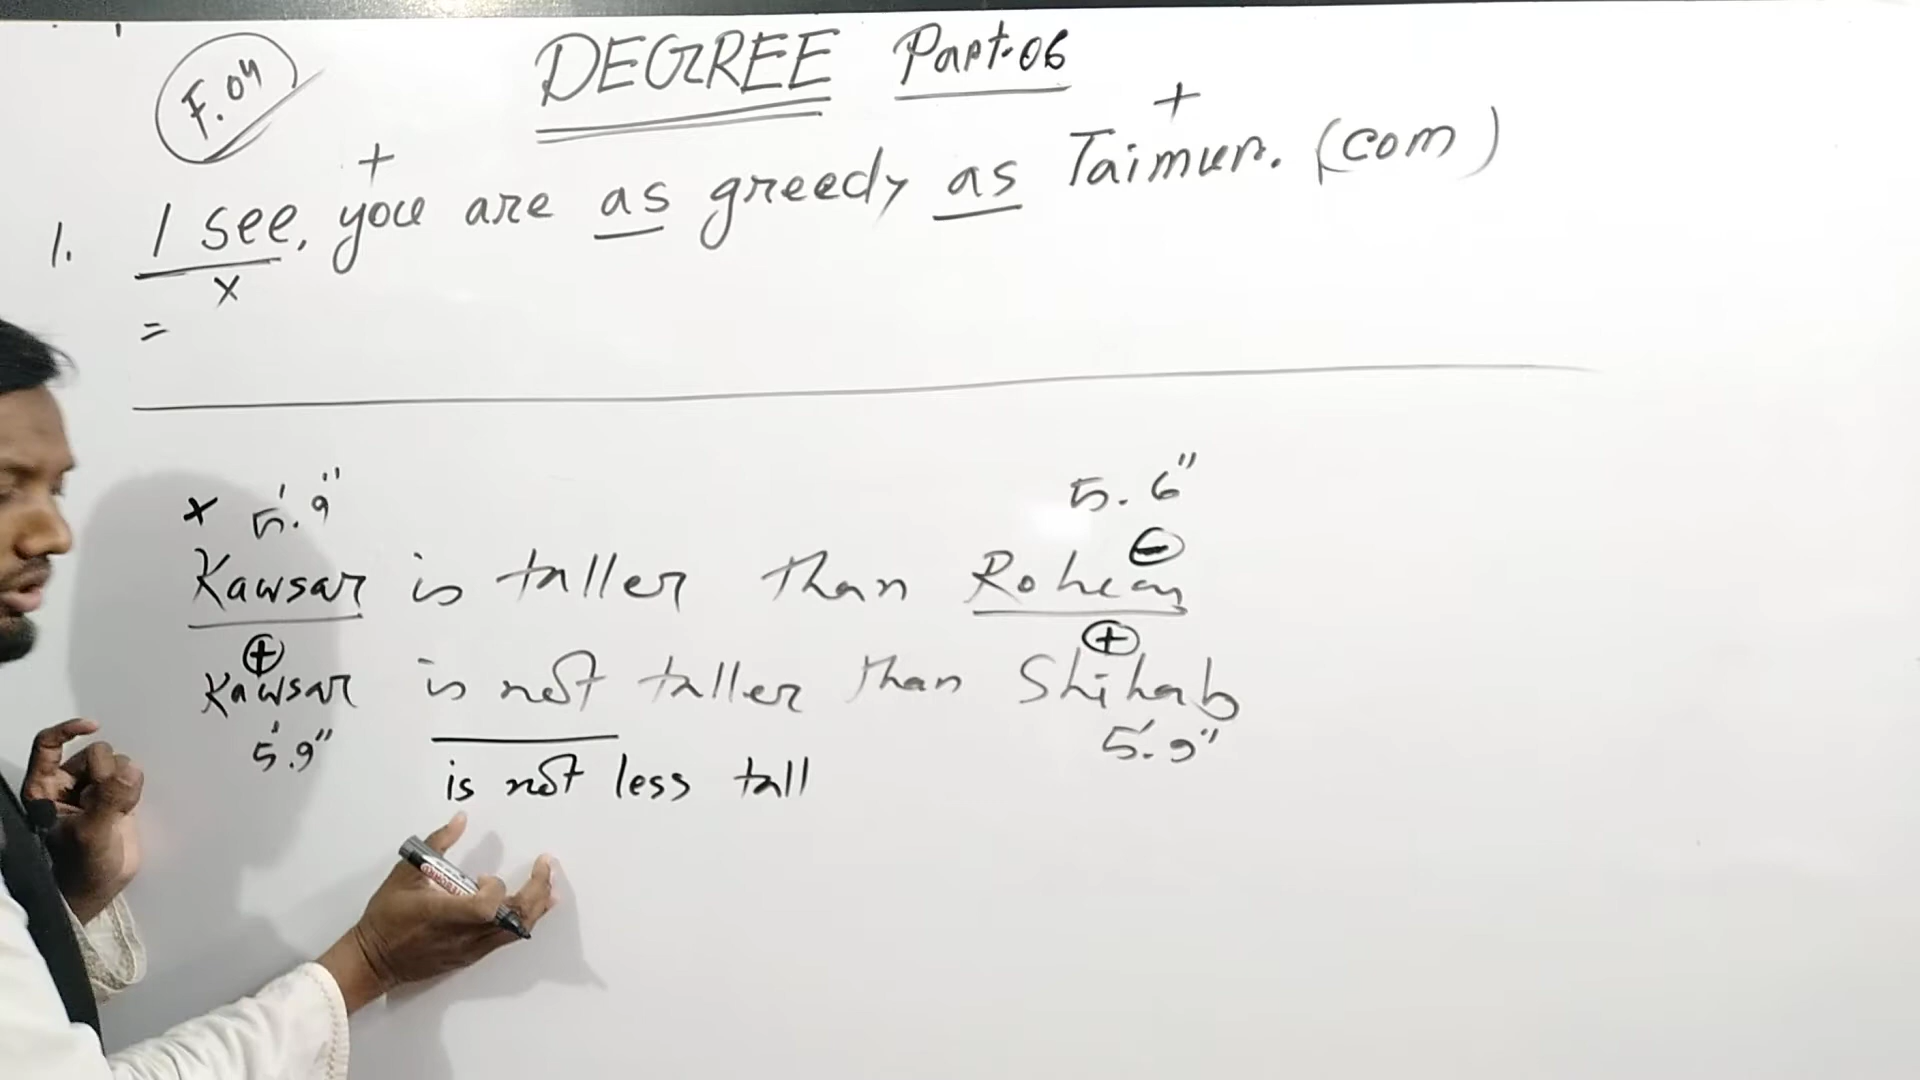 F.04
DEGREE Part-06
+ +
1. I see, you are as greedy as Taimur. (com)
x
=
x 5'.9" 5.6"
-
Kawsar is taller than Rohan
+ +
Kawsar is not taller than Shihab
5'.9" 5'.9"
is not less tall